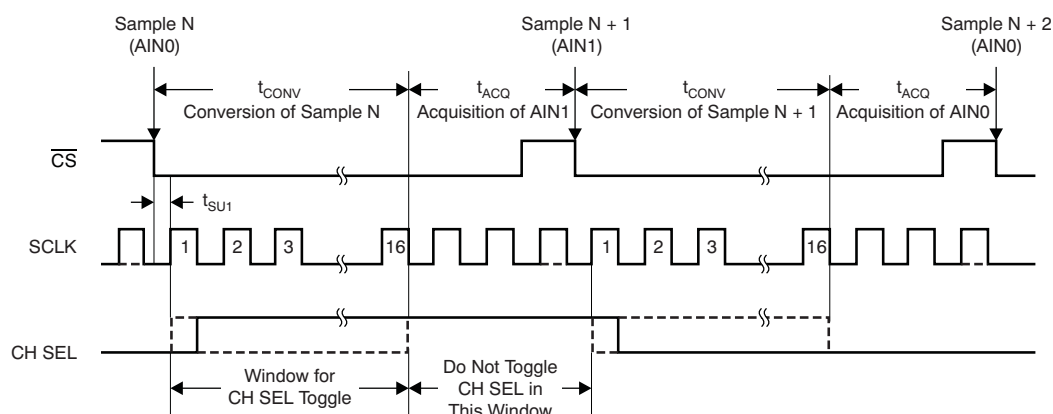 Sample N
(AIN0)
Sample N + 1
(AIN1)
Sample N + 2
(AIN0)
tCONV
Conversion of Sample N
tACQ
Acquisition of AIN1
tCONV
Conversion of Sample N + 1
tACQ
Acquisition of AIN0
CS
tSU1
SCLK
1
2
3
16
1
2
3
16
CH SEL
Window for
CH SEL Toggle
Do Not Toggle
CH SEL in
This Window